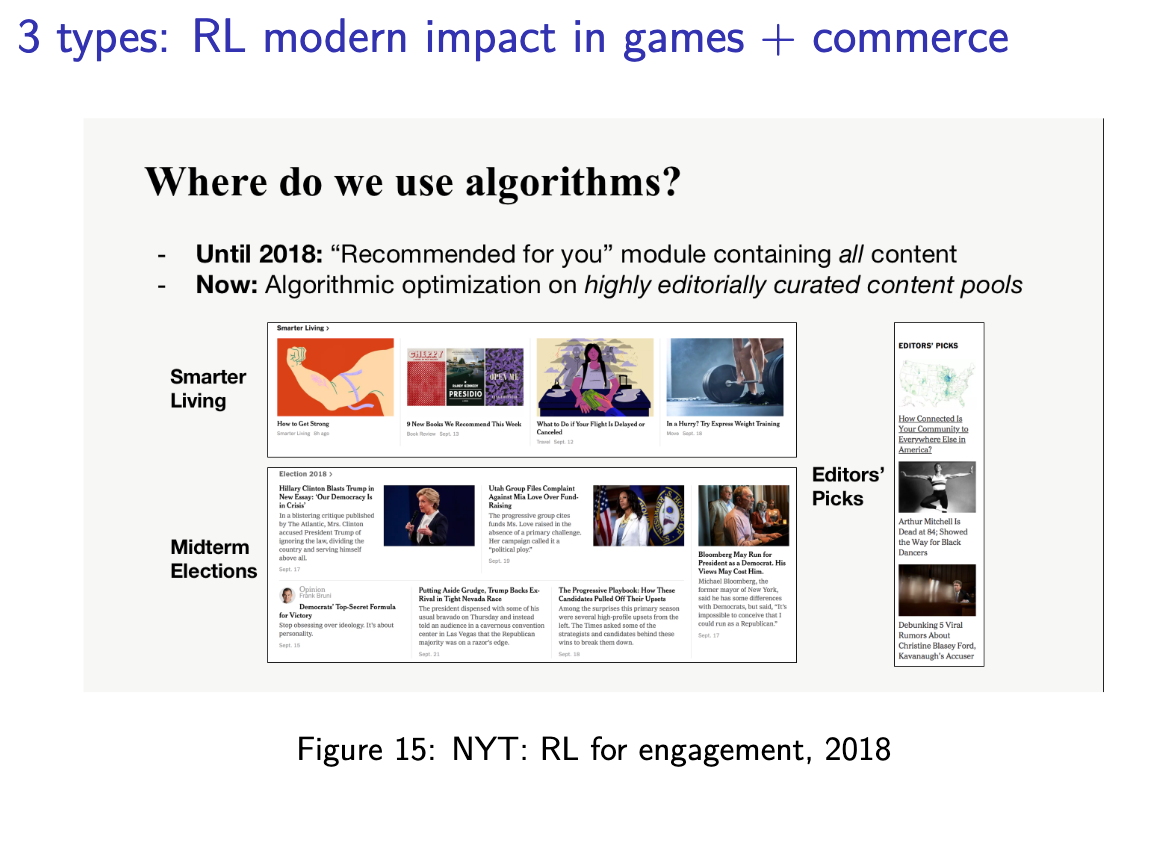 3 types: RL modern impact in games + commerce
Where do we use algorithms?
- Until 2018: “Recommended for you” module containing all content
- Now: Algorithmic optimization on highly editorially curated content pools
Smarter
Living
Smarter Living >
How to Get Strong
Smarter Living 6h ago
CHERRY
PRESIDIO
OPEN ME
9 New Books We Recommend This Week
Book Review Sept. 13
What to Do if Your Flight Is Delayed or
Canceled
Travel Sept. 12
In a Hurry? Try Express Weight Training
Move Sept. 18
Midterm
Elections
Election 2018 >
Hillary Clinton Blasts Trump in
New Essay: ‘Our Democracy Is
in Crisis’
In a blistering critique published
by The Atlantic, Mrs. Clinton
accused President Trump of
ignoring the law, dividing the
country and serving himself
above all.
Sept. 17
Utah Group Files Complaint
Against Mia Love Over Fund-
Raising
The progressive group cites
funds Ms. Love raised in the
absence of a primary challenge.
Her campaign called it a
“political ploy.”
Sept. 19
Bloomberg May Run for
President as a Democrat. His
Views May Cost Him.
Michael Bloomberg, the
former mayor of New York,
said he has some differences
with Democrats, but said, “It’s
impossible to conceive that I
could run as a Republican.”
Sept. 17
Opinion
Frank Bruni
Democrats’ Top-Secret Formula
for Victory
Stop obsessing over ideology. It’s about
personality.
Sept. 15
Putting Aside Grudge, Trump Backs Ex-
Rival in Tight Nevada Race
The president dispensed with some of his
usual bravado on Thursday and instead
told an audience in a cavernous convention
center in Las Vegas that the Republican
majority was on a razor’s edge.
Sept. 21
The Progressive Playbook: How These
Candidates Pulled Off Their Upsets
Among the surprises this primary season
were several high-profile upsets from the
left. The Times asked some of the
strategists and candidates behind these
wins to break them down.
Sept. 18
Editors’
Picks
EDITORS’ PICKS
How Connected Is
Your Community to
Everywhere Else in
America?
Arthur Mitchell Is
Dead at 84; Showed
the Way for Black
Dancers
Debunking 5 Viral
Rumors About
Christine Blasey Ford,
Kavanaugh’s Accuser
Figure 15: NYT: RL for engagement, 2018